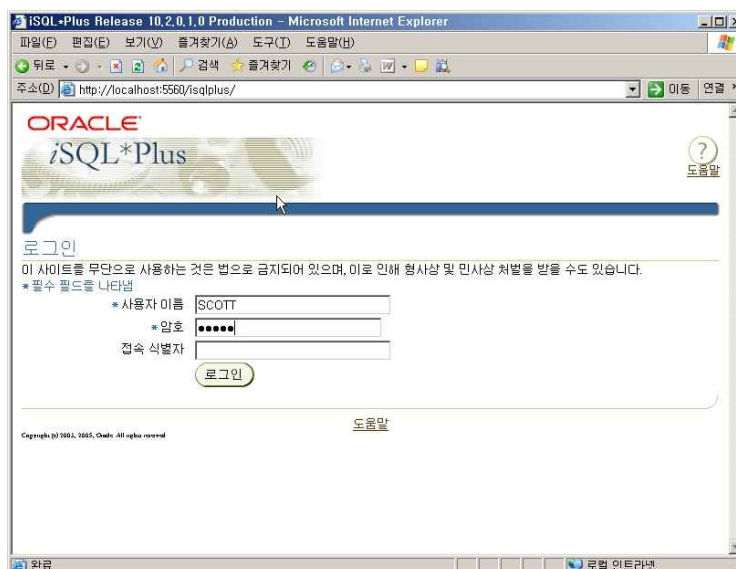 iSQL*Plus Release 10.2.0.1.0 Production - Microsoft Internet Explorer
파일(F) 편집(E) 보기(V) 즐겨찾기(A) 도구(T) 도움말(H)
뒤로 검색 즐겨찾기
주소(D) http://localhost:5560/isqlplus/ 이동 연결 »
ORACLE
iSQL*Plus
?
도움말
로그인
이 사이트를 무단으로 사용하는 것은 법으로 금지되어 있으며, 이로 인해 형사상 및 민사상 처벌을 받을 수도 있습니다.
* 필수 필드를 나타냄
* 사용자 이름 SCOTT
* 암호 ●●●●●
접속 식별자
로그인
도움말
Copyright (c) 2003, 2005, Oracle. All rights reserved.
완료 로컬 인트라넷